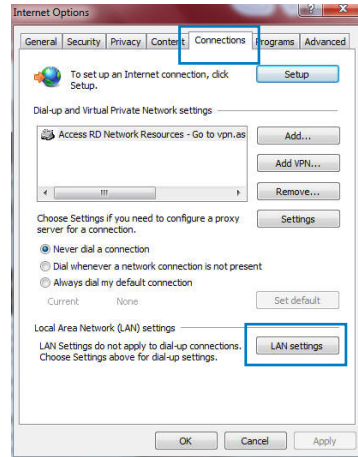 Internet Options
General Security Privacy Content Connections Programs Advanced
To set up an Internet connection, click
Setup.
Setup
Dial-up and Virtual Private Network settings
Access RD Network Resources - Go to vpn.as
Add...
Add VPN...
Remove...
Choose Settings if you need to configure a proxy
server for a connection.
Settings
Never dial a connection
Dial whenever a network connection is not present
Always dial my default connection
Current None
Set default
Local Area Network (LAN) settings
LAN Settings do not apply to dial-up connections.
Choose Settings above for dial-up settings.
LAN settings
OK Cancel Apply